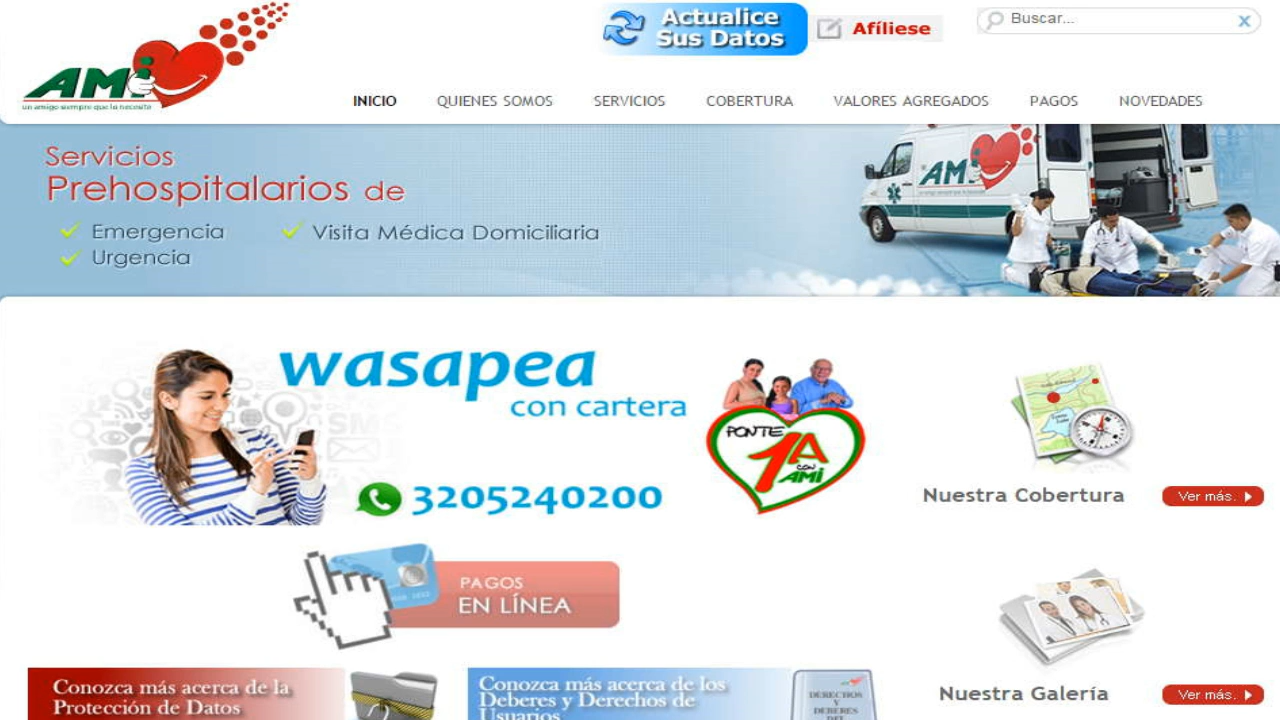 Actualice
Sus Datos
Afíliese
Buscar...
AMi
un amigo siempre que lo necesite
INICIO
QUIENES SOMOS
SERVICIOS
COBERTURA
VALORES AGREGADOS
PAGOS
NOVEDADES
Servicios
Prehospitalarios de
Emergencia
Visita Médica Domiciliaria
Urgencia
AMi
wasapea
con cartera
3205240200
PONTE
1A
CON
AMi
Nuestra Cobertura
Ver más.
PAGOS
EN LÍNEA
Conozca más acerca de la
Protección de Datos
Conozca más acerca de los
Deberes y Derechos de
Usuarios
DERECHOS
Y
DEBERES
DEL
Nuestra Galería
Ver más.